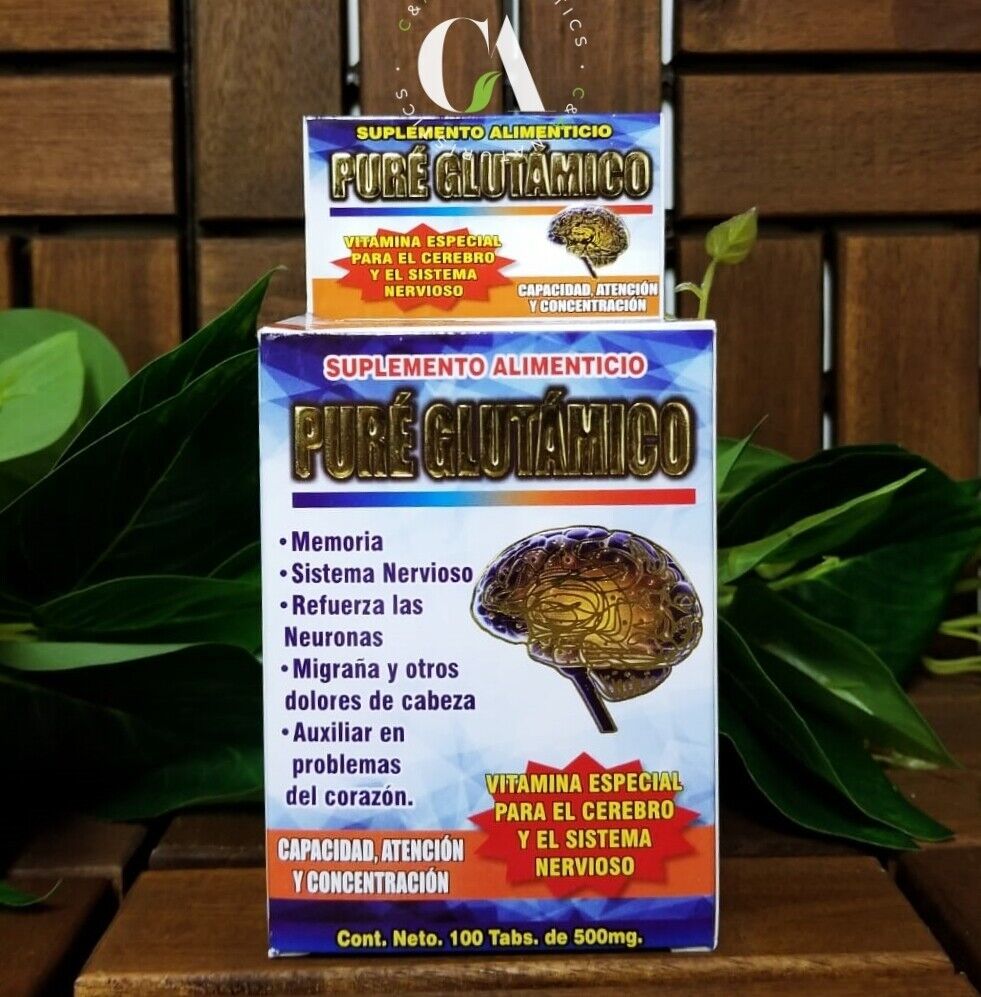 CA
SUPLEMENTO ALIMENTICIO
PURÉ GLUTÁMICO
VITAMINA ESPECIAL
PARA EL CEREBRO
Y EL SISTEMA
NERVIOSO
CAPACIDAD, ATENCIÓN
Y CONCENTRACIÓN
SUPLEMENTO ALIMENTICIO
PURÉ GLUTÁMICO
• Memoria
• Sistema Nervioso
• Refuerza las
Neuronas
• Migraña y otros
dolores de cabeza
• Auxiliar en
problemas
del corazón.
VITAMINA ESPECIAL
PARA EL CEREBRO
Y EL SISTEMA
NERVIOSO
CAPACIDAD, ATENCIÓN
Y CONCENTRACIÓN
Cont. Neto. 100 Tabs. de 500mg.